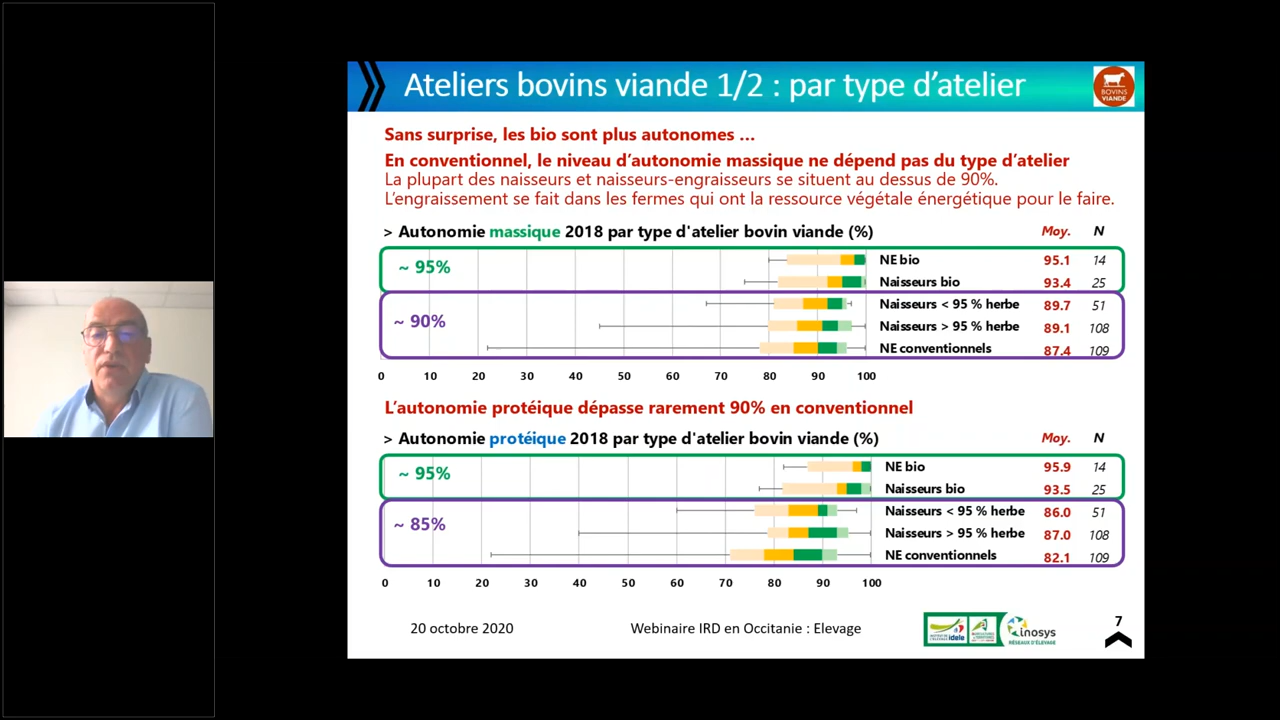 Ateliers bovins viande 1/2 : par type d’atelier
BOVINS
VIANDE
Sans surprise, les bio sont plus autonomes ...
En conventionnel, le niveau d’autonomie massique ne dépend pas du type d’atelier
La plupart des naisseurs et naisseurs-engraisseurs se situent au dessus de 90%.
L’engraissement se fait dans les fermes qui ont la ressource végétale énergétique pour le faire.
> Autonomie massique 2018 par type d'atelier bovin viande (%) Moy. N
~ 95%
NE bio 95.1 14
Naisseurs bio 93.4 25
~ 90%
Naisseurs < 95 % herbe 89.7 51
Naisseurs > 95 % herbe 89.1 108
NE conventionnels 87.4 109
0 10 20 30 40 50 60 70 80 90 100
L’autonomie protéique dépasse rarement 90% en conventionnel
> Autonomie protéique 2018 par type d'atelier bovin viande (%) Moy. N
~ 95%
NE bio 95.9 14
Naisseurs bio 93.5 25
~ 85%
Naisseurs < 95 % herbe 86.0 51
Naisseurs > 95 % herbe 87.0 108
NE conventionnels 82.1 109
0 10 20 30 40 50 60 70 80 90 100
20 octobre 2020 Webinaire IRD en Occitanie : Elevage
idele
inosys
RÉSEAUX D'ÉLEVAGE
7